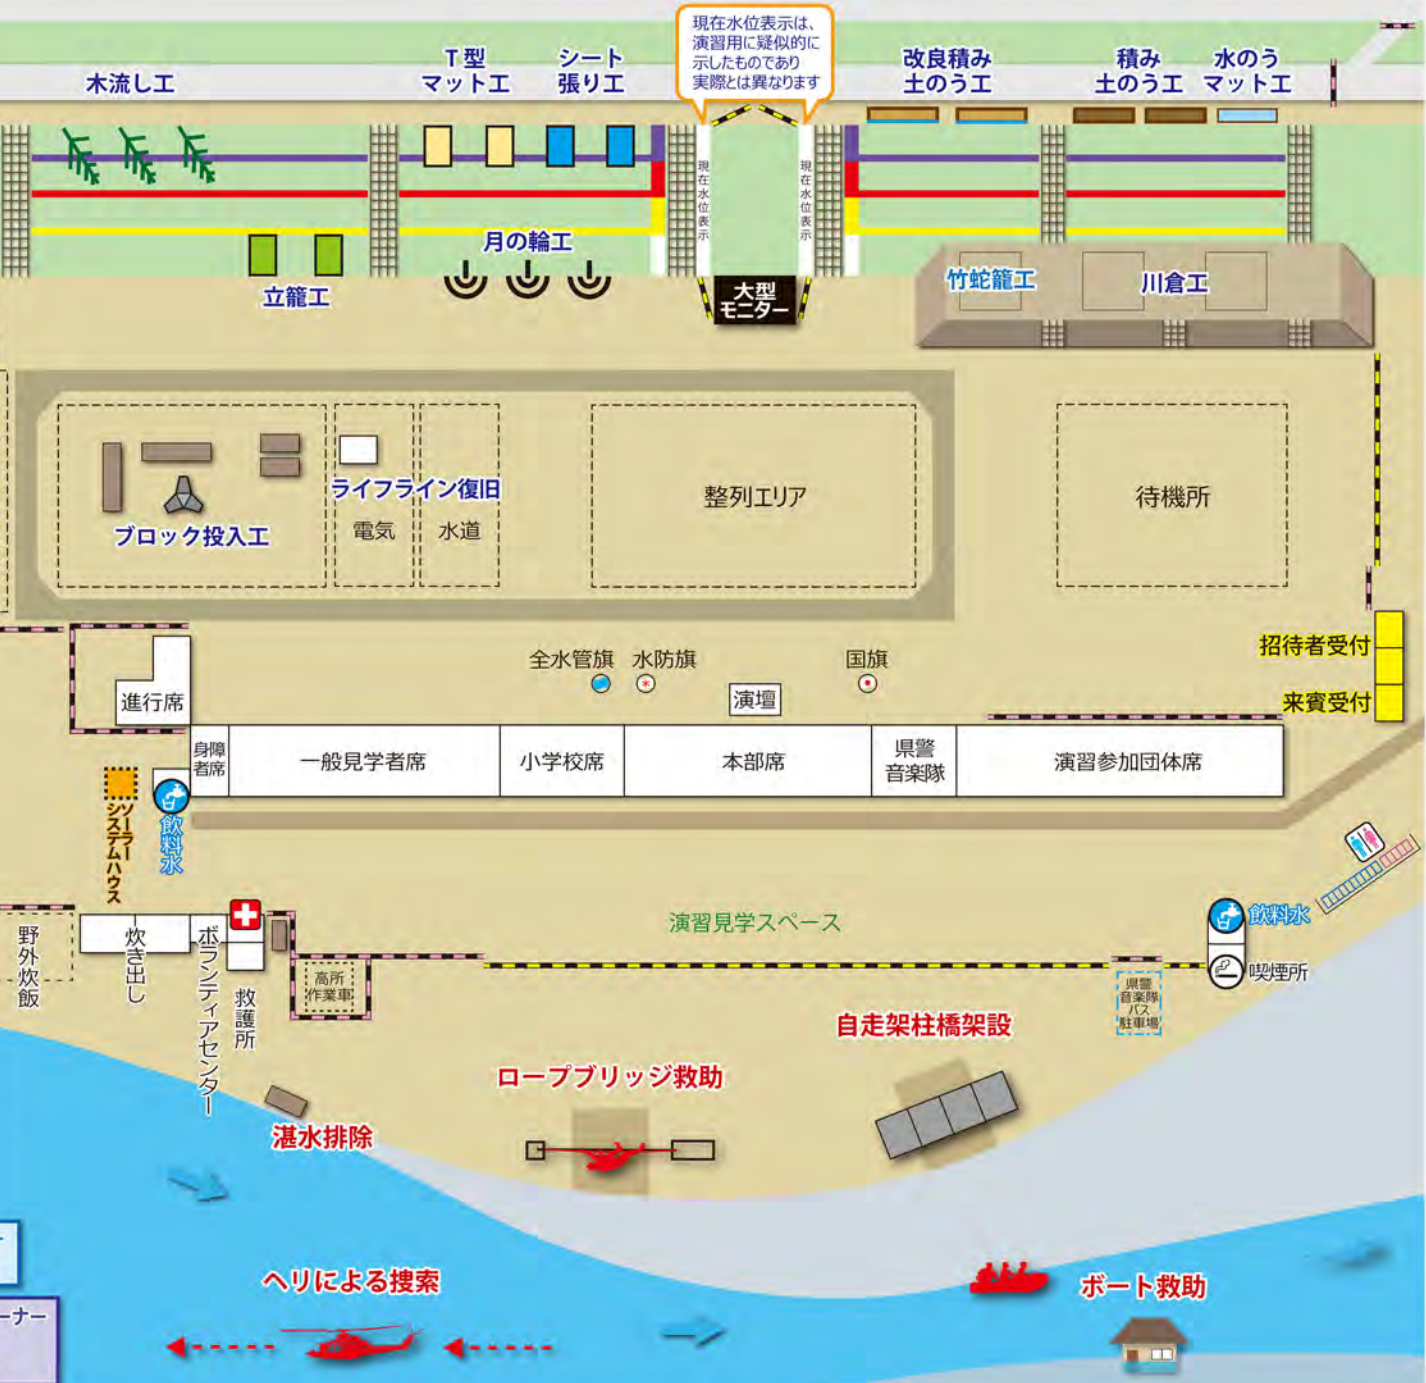 現在水位表示は、
演習用に疑似的に
示したものであり
実際とは異なります
木流し工
T型
マット工
シート
張り工
改良積み
土のう工
積み
土のう工
水のう
マット工
現在水位表示
現在水位表示
月の輪工
立籠工
大型
モニター
竹蛇籠工
川倉工
ブロック投入工
ライフライン復旧
電気
水道
整列エリア
待機所
招待者受付
来賓受付
全水管旗
水防旗
国旗
進行席
演壇
身障
者席
一般見学者席
小学校席
本部席
県警
音楽隊
演習参加団体席
ソーラー
システムハウス
飲料水
演習見学スペース
飲料水
喫煙所
野外炊飯
炊き出し
ボランティアセンター
救護所
高所
作業車
県警
音楽隊
バス
駐車場
自走架柱橋架設
ロープブリッジ救助
湛水排除
ヘリによる捜索
ボート救助
ーナー